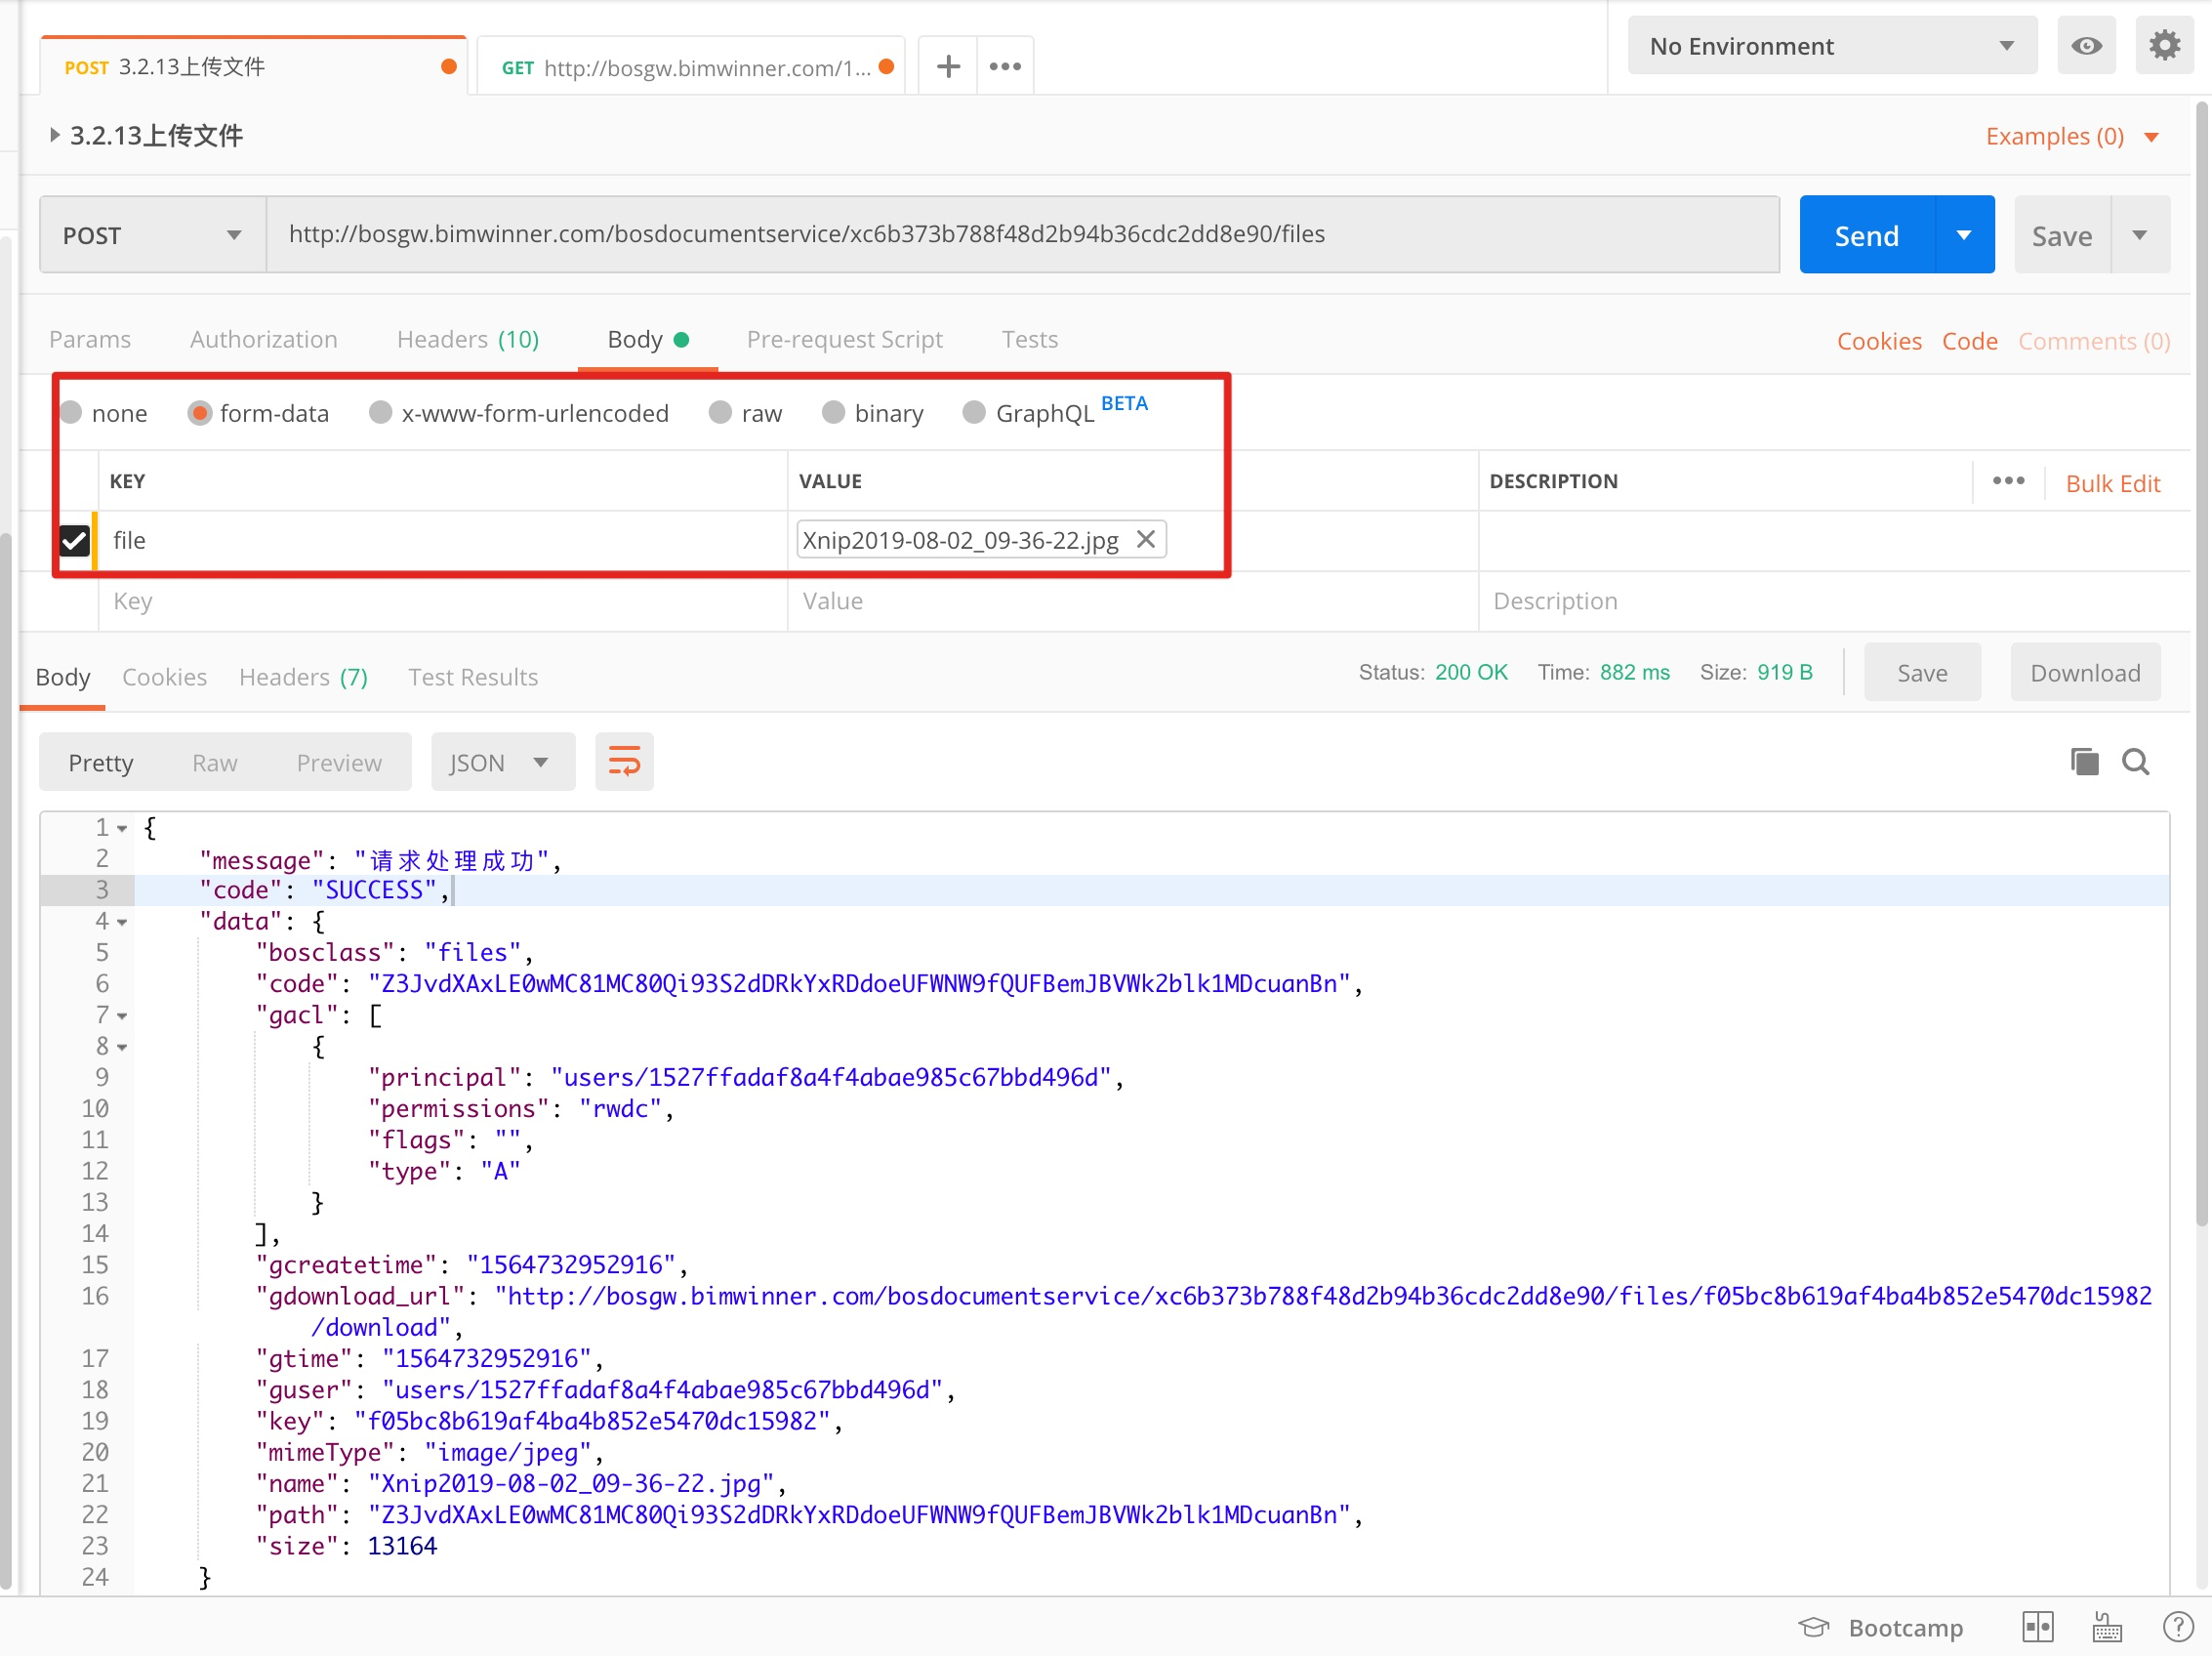 POST 3.2.13上传文件
GET http://bosgw.bimwinner.com/1...
No Environment
3.2.13上传文件
Examples (0)
POST
http://bosgw.bimwinner.com/bosdocumentservice/xc6b373b788f48d2b94b36cdc2dd8e90/files
Send
Save
Params Authorization Headers (10) Body Pre-request Script Tests
Cookies Code Comments (0)
none form-data x-www-form-urlencoded raw binary GraphQL BETA
KEY VALUE DESCRIPTION Bulk Edit
file Xnip2019-08-02_09-36-22.jpg
Key Value Description
Body Cookies Headers (7) Test Results
Status: 200 OK Time: 882 ms Size: 919 B Save Download
Pretty Raw Preview JSON
1 {
2 "message": "请求处理成功",
3 "code": "SUCCESS",
4 "data": {
5 "bosclass": "files",
6 "code": "Z3JvdXAxLE0wMC81MC80Qi93S2dDRkYxRDdoeUFWNW9fQUFBemJBVWk2blk1MDcuanBn",
7 "gacl": [
8 {
9 "principal": "users/1527ffadaf8a4f4abae985c67bbd496d",
10 "permissions": "rwdc",
11 "flags": "",
12 "type": "A"
13 }
14 ],
15 "gcreatetime": "1564732952916",
16 "gdownload_url": "http://bosgw.bimwinner.com/bosdocumentservice/xc6b373b788f48d2b94b36cdc2dd8e90/files/f05bc8b619af4ba4b852e5470dc15982
/download",
17 "gtime": "1564732952916",
18 "guser": "users/1527ffadaf8a4f4abae985c67bbd496d",
19 "key": "f05bc8b619af4ba4b852e5470dc15982",
20 "mimeType": "image/jpeg",
21 "name": "Xnip2019-08-02_09-36-22.jpg",
22 "path": "Z3JvdXAxLE0wMC81MC80Qi93S2dDRkYxRDdoeUFWNW9fQUFBemJBVWk2blk1MDcuanBn",
23 "size": 13164
24 }
Bootcamp